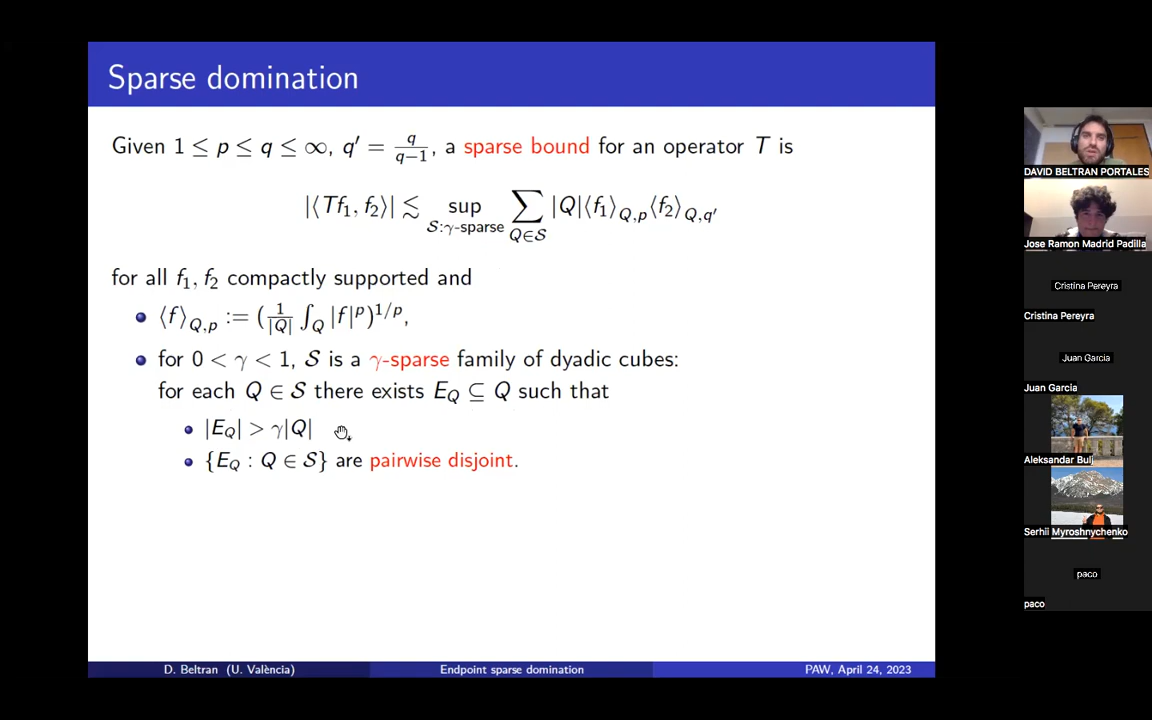 Sparse domination
Given 1 ≤ p ≤ q ≤ ∞, q′ = q/(q−1), a sparse bound for an operator T is
|⟨Tf₁, f₂⟩| ≲ sup_{𝒮:γ-sparse} ∑_{Q∈𝒮} |Q|⟨f₁⟩_{Q,p}⟨f₂⟩_{Q,q′}
for all f₁, f₂ compactly supported and
⟨f⟩_{Q,p} := (1/|Q| ∫_Q |f|^p)^{1/p},
for 0 < γ < 1, 𝒮 is a γ-sparse family of dyadic cubes:
for each Q ∈ 𝒮 there exists E_Q ⊆ Q such that
|E_Q| > γ|Q|
{E_Q : Q ∈ 𝒮} are pairwise disjoint.
D. Beltran (U. València)
Endpoint sparse domination
PAW, April 24, 2023
DAVID BELTRAN PORTALES
Jose Ramon Madrid Padilla
Cristina Pereyra
Cristina Pereyra
Juan Garcia
Juan Garcia
Aleksandar Bulj
Serhii Myroshnychenko
paco
paco